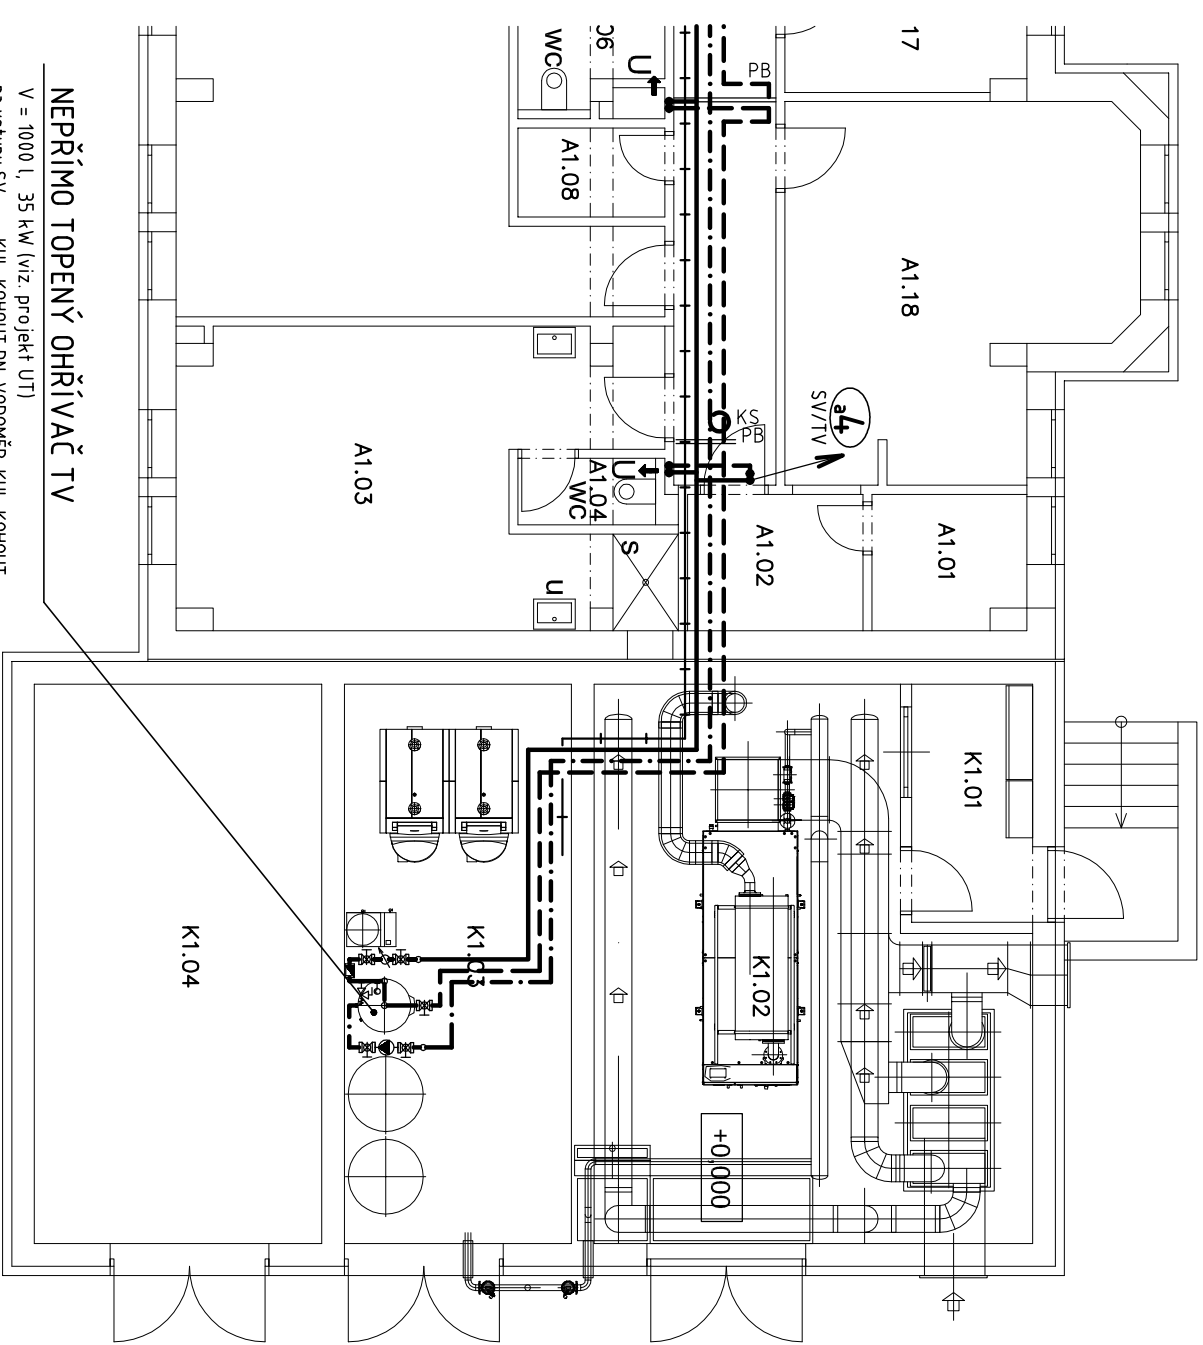 NEPŘÍMO TOPENÝ OHŘÍVAČ TV
V = 1000 l, 35 kW (viz. projekt UT)
17
06
WC
U
PB
A1.08
A1.18
a4
SV/TV
KS
PB
A1.03
A1.04
WC
U
S
u
A1.02
A1.01
K1.01
K1.02
K1.03
K1.04
+0,000